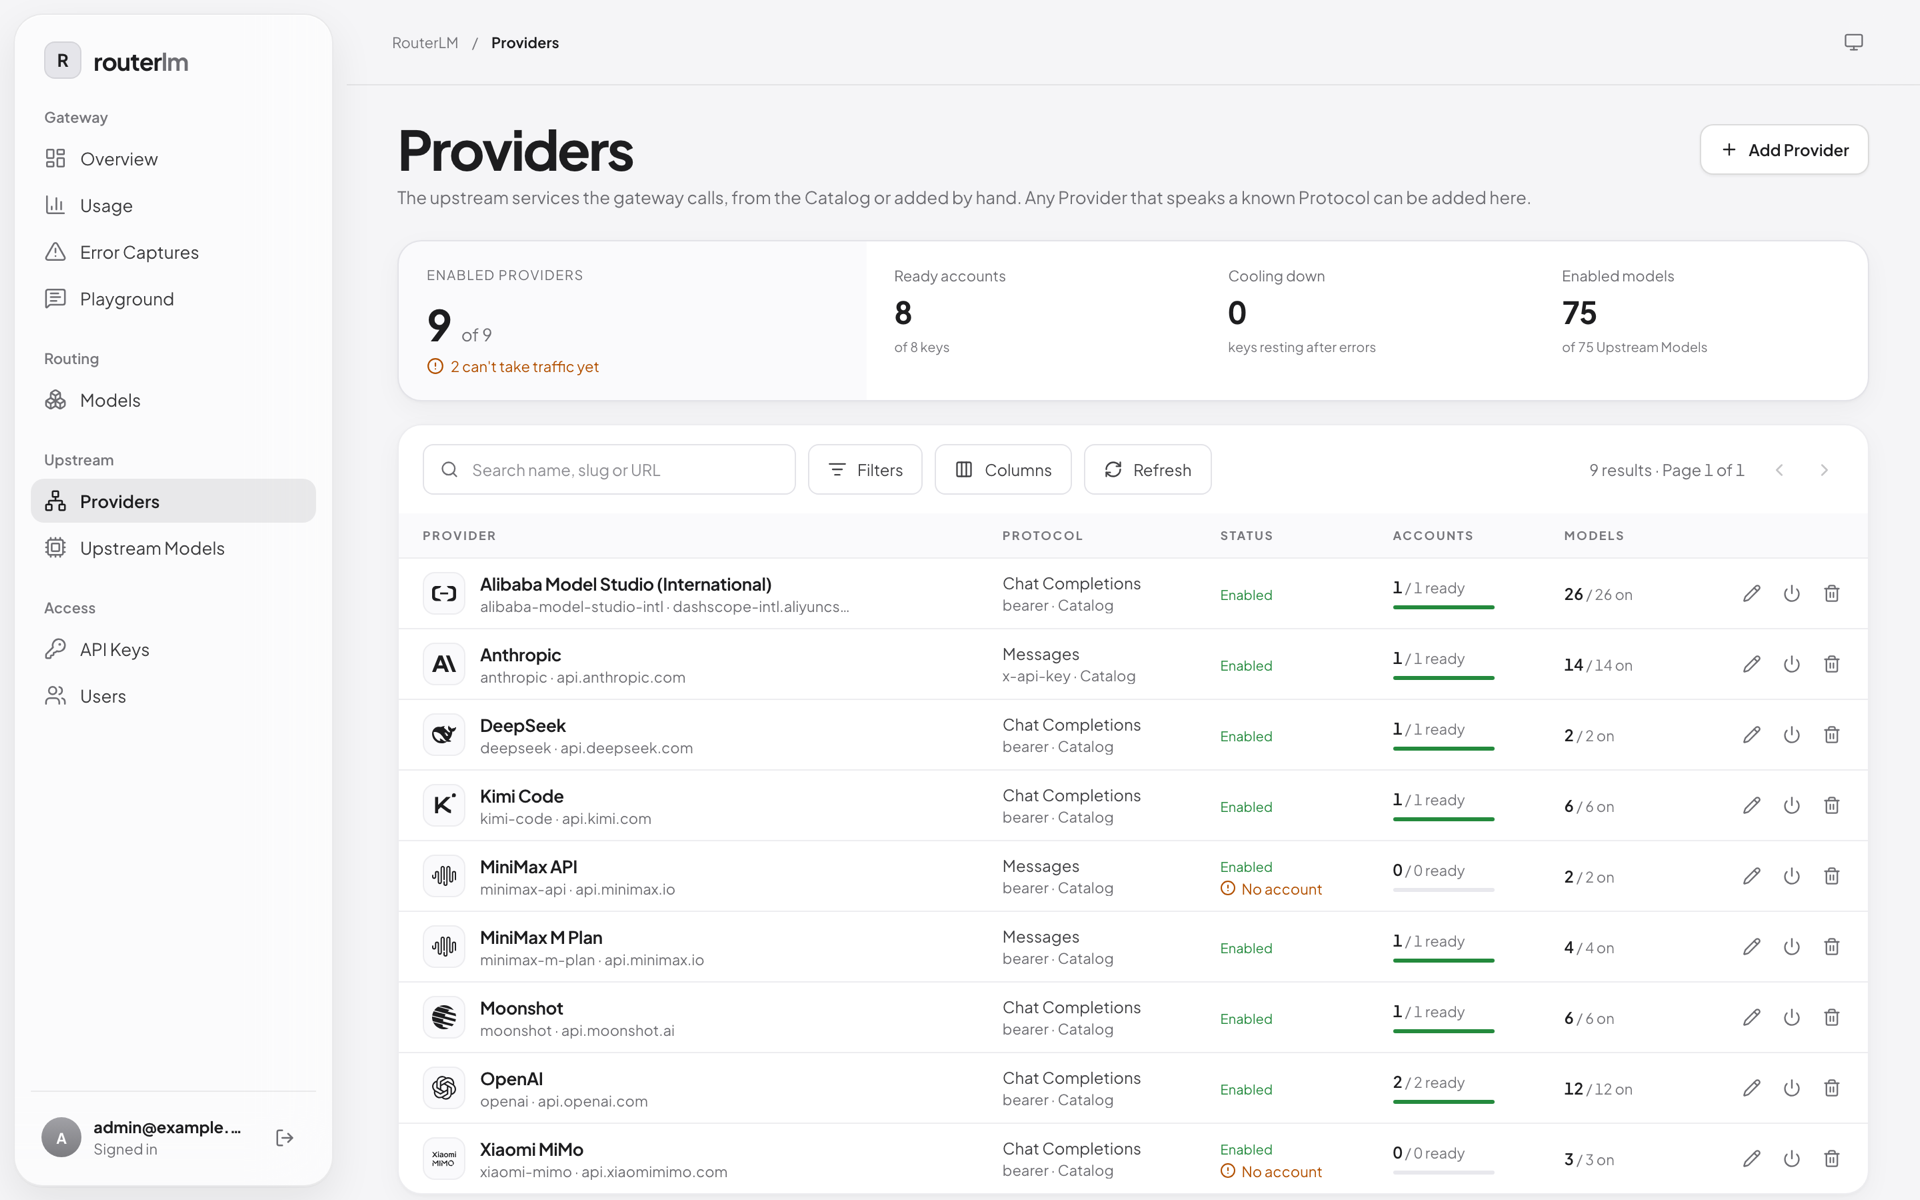 R routerlm
Gateway
Overview
Usage
Error Captures
Playground
Routing
Models
Upstream
Providers
Upstream Models
Access
API Keys
Users
A
admin@example....
Signed in
RouterLM / Providers
Providers
Add Provider
The upstream services the gateway calls, from the Catalog or added by hand. Any Provider that speaks a known Protocol can be added here.
ENABLED PROVIDERS
9 of 9
2 can't take traffic yet
Ready accounts
8
of 8 keys
Cooling down
0
keys resting after errors
Enabled models
75
of 75 Upstream Models
Search name, slug or URL
Filters
Columns
Refresh
9 results · Page 1 of 1
PROVIDER PROTOCOL STATUS ACCOUNTS MODELS
Alibaba Model Studio (International)
alibaba-model-studio-intl · dashscope-intl.aliyuncs...
Chat Completions
bearer · Catalog
Enabled
1 / 1 ready
26 / 26 on
Anthropic
anthropic · api.anthropic.com
Messages
x-api-key · Catalog
Enabled
1 / 1 ready
14 / 14 on
DeepSeek
deepseek · api.deepseek.com
Chat Completions
bearer · Catalog
Enabled
1 / 1 ready
2 / 2 on
Kimi Code
kimi-code · api.kimi.com
Chat Completions
bearer · Catalog
Enabled
1 / 1 ready
6 / 6 on
MiniMax API
minimax-api · api.minimax.io
Messages
bearer · Catalog
Enabled
No account
0 / 0 ready
2 / 2 on
MiniMax M Plan
minimax-m-plan · api.minimax.io
Messages
bearer · Catalog
Enabled
1 / 1 ready
4 / 4 on
Moonshot
moonshot · api.moonshot.ai
Chat Completions
bearer · Catalog
Enabled
1 / 1 ready
6 / 6 on
OpenAI
openai · api.openai.com
Chat Completions
bearer · Catalog
Enabled
2 / 2 ready
12 / 12 on
Xiaomi
MIMO
Xiaomi MiMo
xiaomi-mimo · api.xiaomimimo.com
Chat Completions
bearer · Catalog
Enabled
No account
0 / 0 ready
3 / 3 on